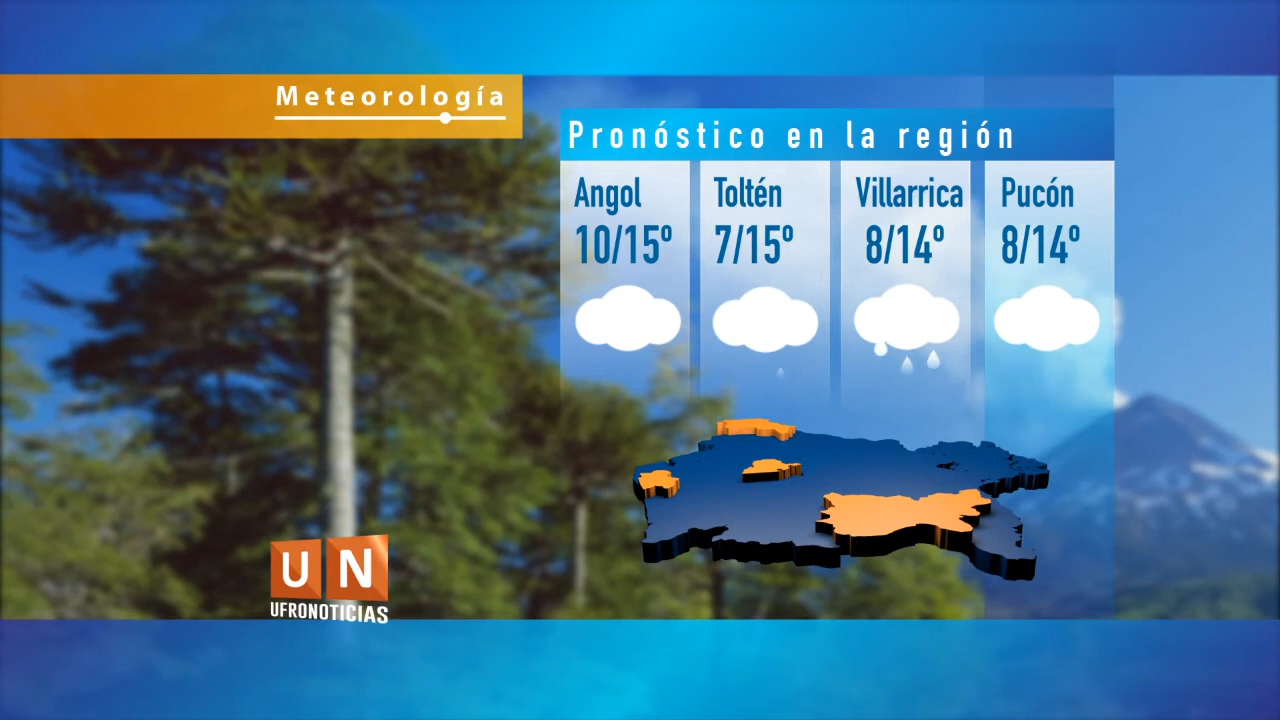 Meteorología
Pronóstico en la región
Angol
10/15º
Toltén
7/15º
Villarrica
8/14º
Pucón
8/14º
UN
UFRONOTICIAS